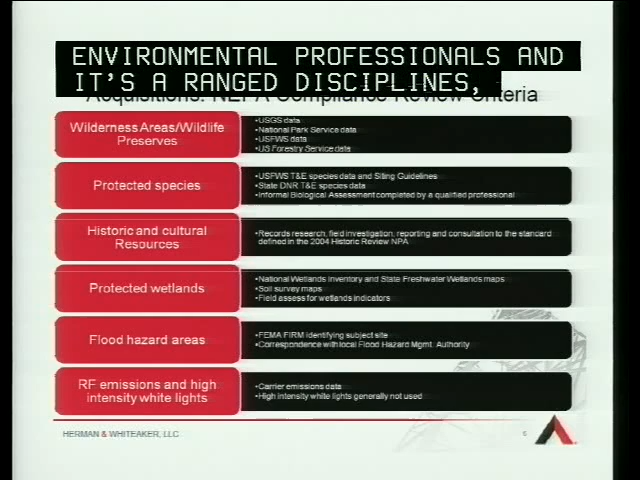 ENVIRONMENTAL PROFESSIONALS AND
IT'S A RANGED DISCIPLINES,
Acquisitions: NEPA Compliance Review Criteria
Wilderness Areas/Wildlife
Preserves
•USGS data
•National Park Service data
•USFWS data
•US Forestry Service data
Protected species
•USFWS T&E species data and Siting Guidelines
•State DNR T&E species data
•Informal Biological Assessment completed by a qualified professional
Historic and cultural
Resources
•Records research, field investigation, reporting and consultation to the standard
defined in the 2004 Historic Review NPA
Protected wetlands
•National Wetlands Inventory and State Freshwater Wetlands maps
•Soil survey maps
•Field assess for wetlands indicators
Flood hazard areas
•FEMA FIRM identifying subject site
•Correspondence with local Flood Hazard Mgmt. Authority
RF emissions and high
intensity white lights
•Carrier emissions data
•High intensity white lights generally not used
HERMAN & WHITEAKER, LLC
6